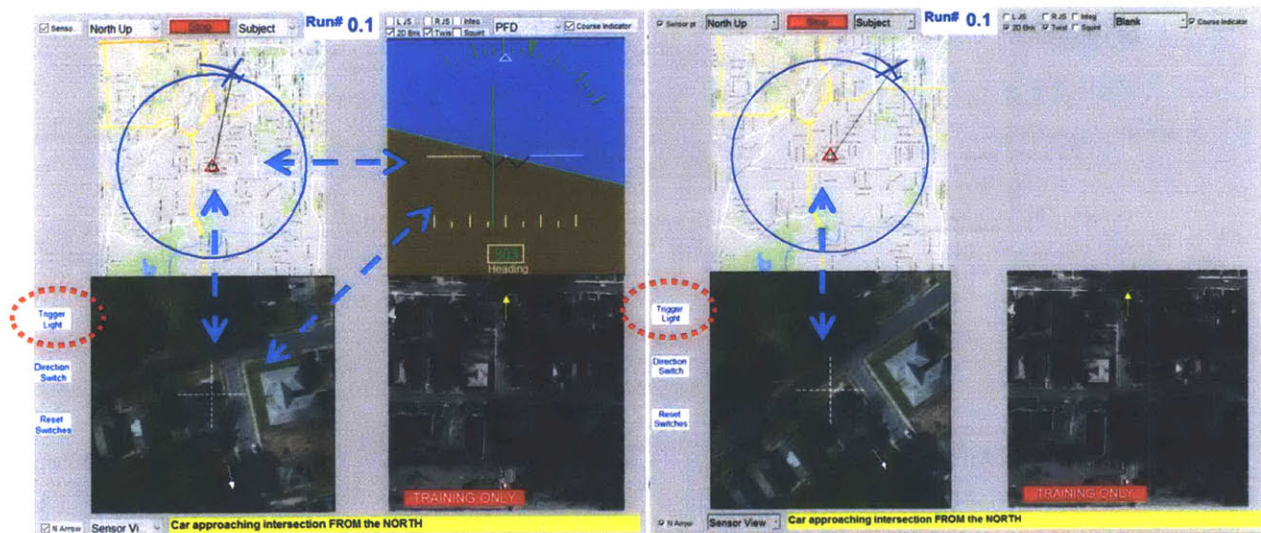 Senso
North Up
Stop
Subject
Run# 0.1
L JS
R JS
Integ
2D Bnk
Twis
Squint
PFD
Course Indicator
Heading
Trigger
Light
Direction
Switch
Reset
Switches
TRAINING ONLY
N Arrow
Sensor Vi...
Car approaching intersection FROM the NORTH
Sensor pt
North Up
Stop
Subject
Run# 0.1
L JS
R JS
Integ
2D Bnk
Twist
Squint
Blank
Course Indicator
Trigger
Light
Direction
Switch
Reset
Switches
TRAINING ONLY
N Arrow
Sensor View
Car approaching intersection FROM the NORTH